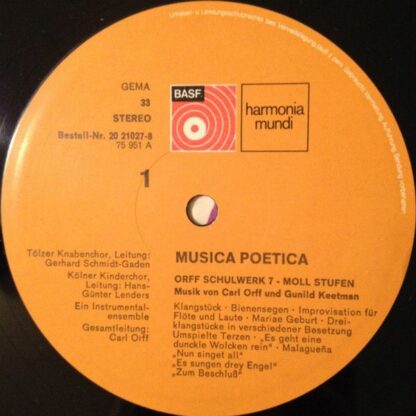 Urheber- u. Leistungsschutzrechte
GEMA
33
STEREO
Bestell-Nr. 20 21027-8
75 951 A
BASF
harmonia
mundi
1
MUSICA POETICA
ORFF SCHULWERK 7 - MOLL STUFEN
Musik von Carl Orff und Gunild Keetman
Klangstück · Bienensegen · Improvisation für
Flöte und Laute · Mariae Geburt · Drei-
klangstücke in verschiedener Besetzung
Umspielte Terzen · „Es geht eine
dunckle Wolcken rein" · Malagueña
„Nun singet all"
„Es sungen drey Engel"
„Zum Beschluß"
Tölzer Knabenchor, Leitung:
Gerhard Schmidt-Gaden
Kölner Kinderchor,
Leitung: Hans-
Günter Lenders
Ein Instrumental-
ensemble
Gesamtleitung:
Carl Orff